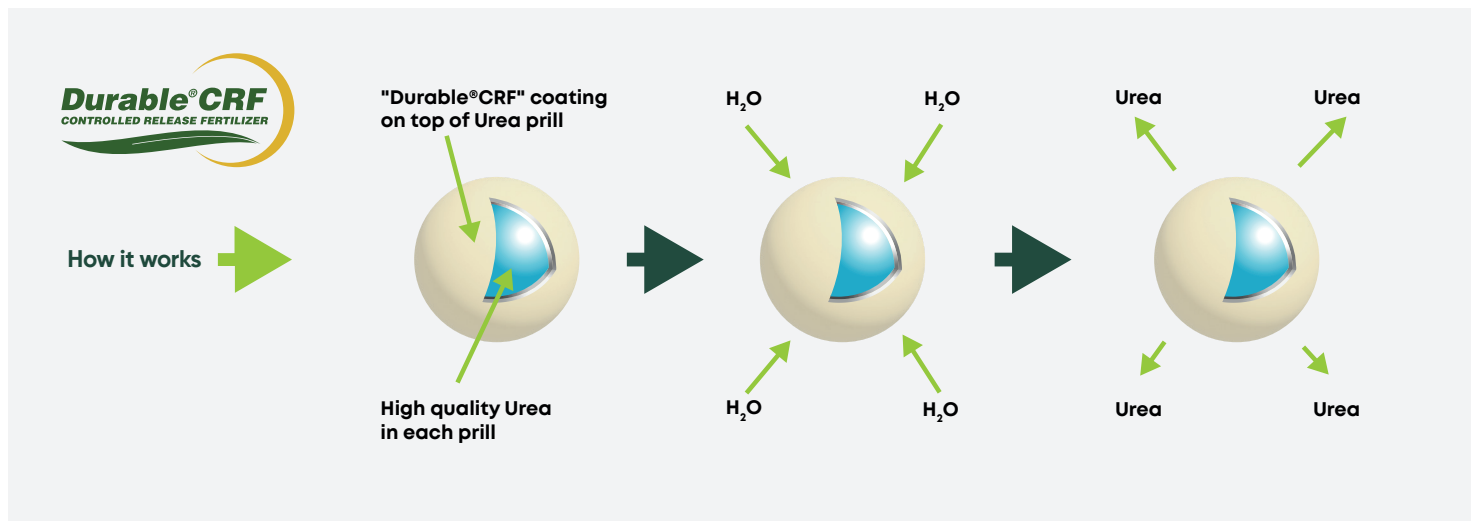 Durable® CRF
CONTROLLED RELEASE FERTILIZER
How it works
"Durable®CRF" coating
on top of Urea prill
High quality Urea
in each prill
H₂O
H₂O
H₂O
H₂O
Urea
Urea
Urea
Urea